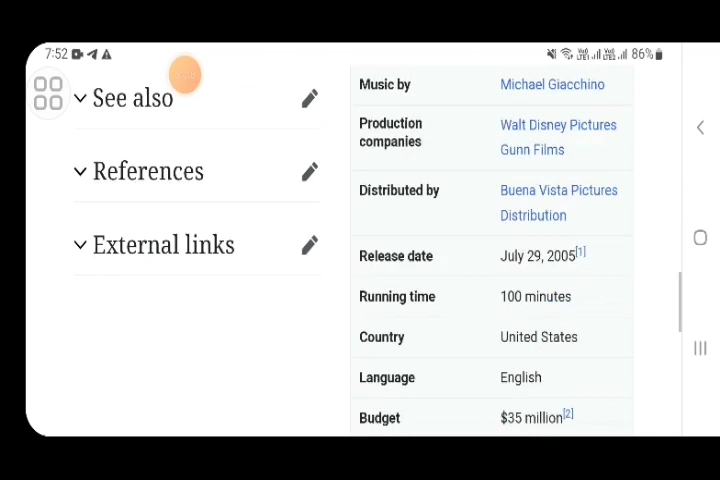 7:52
86%
See also
References
External links
Music by
Michael Giacchino
Production
companies
Walt Disney Pictures
Gunn Films
Distributed by
Buena Vista Pictures
Distribution
Release date
July 29, 2005[1]
Running time
100 minutes
Country
United States
Language
English
Budget
$35 million[2]